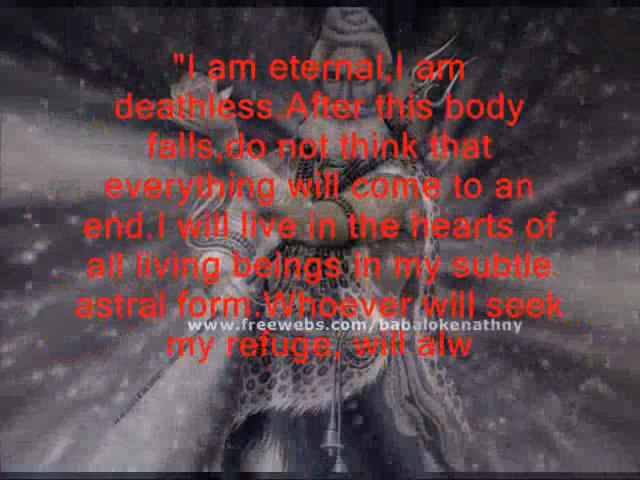 "I am eternal,I am
deathless.After this body
falls,do not think that
everything will come to an
end.I will live in the hearts of
all living beings in my subtle
astral form.Whoever will seek
www.freewebs.com/babalokenathny
my refuge, will alw